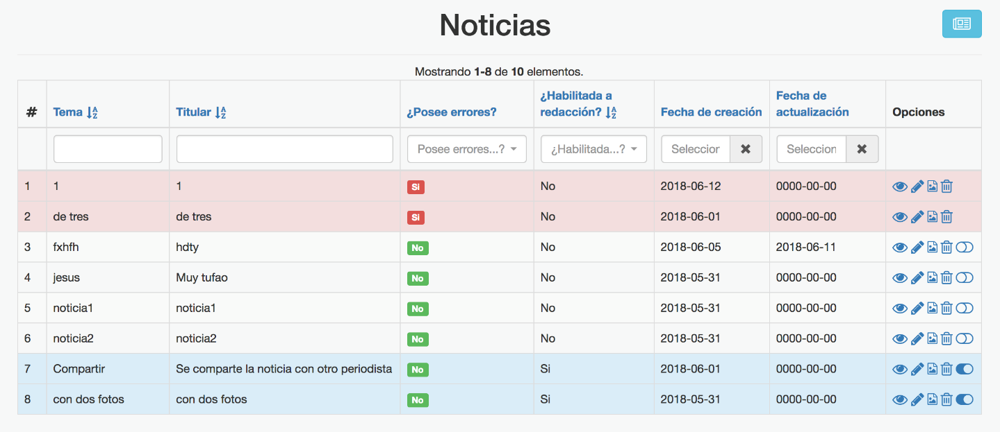 Noticias
Mostrando 1-8 de 10 elementos.
# Tema Titular ¿Posee errores? ¿Habilitada a redacción? Fecha de creación Fecha de actualización Opciones
Posee errores...? ¿Habilitada...? Seleccior Seleccion
1 1 1 Si No 2018-06-12 0000-00-00
2 de tres de tres Si No 2018-06-01 0000-00-00
3 fxhfh hdty No No 2018-06-05 2018-06-11
4 jesus Muy tufao No No 2018-05-31 0000-00-00
5 noticia1 noticia1 No No 2018-05-31 0000-00-00
6 noticia2 noticia2 No No 2018-05-31 0000-00-00
7 Compartir Se comparte la noticia con otro periodista No Si 2018-06-01 0000-00-00
8 con dos fotos con dos fotos No Si 2018-05-31 0000-00-00